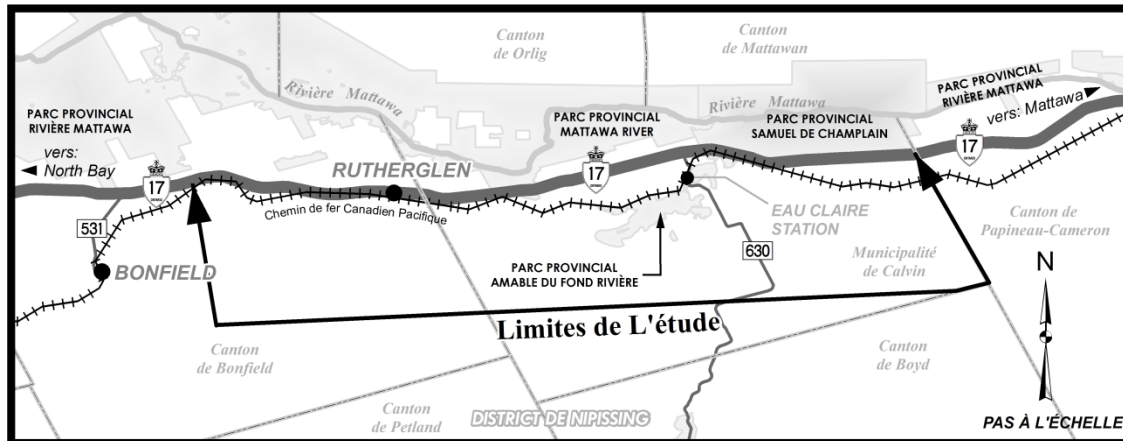 Canton
de Orlig
Canton
de Mattawan
PARC PROVINCIAL
RIVIÈRE MATTAWA
vers: Mattawa
Rivière Mattawa
Rivière Mattawa
PARC PROVINCIAL
RIVIÈRE MATTAWA
vers:
North Bay
PARC PROVINCIAL
MATTAWA RIVER
PARC PROVINCIAL
SAMUEL DE CHAMPLAIN
17
17
17
RUTHERGLEN
Chemin de fer Canadien Pacifique
531
BONFIELD
EAU CLAIRE
STATION
Canton de
Papineau-Cameron
630
Municipalité
de Calvin
PARC PROVINCIAL
AMABLE DU FOND RIVIÈRE
N
Limites de L'étude
Canton
de Bonfield
Canton
de Boyd
Canton
de Petland
DISTRICT DE NIPISSING
PAS À L'ÉCHELLE